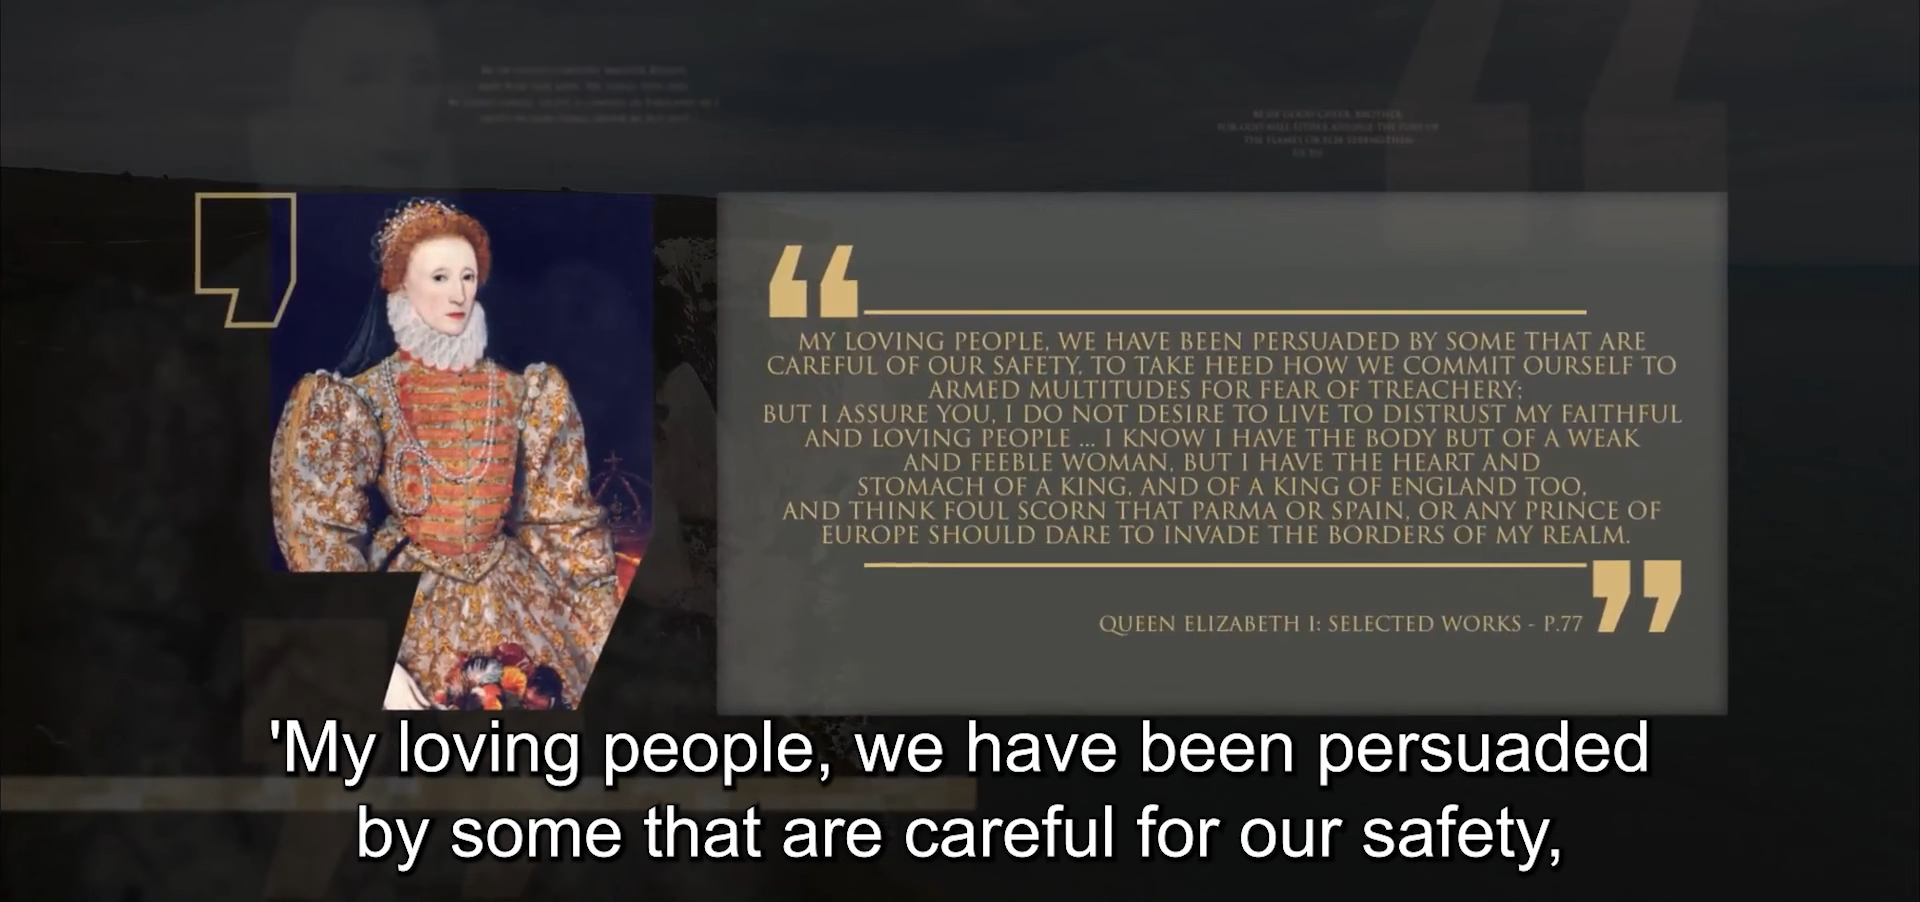 “
MY LOVING PEOPLE, WE HAVE BEEN PERSUADED BY SOME THAT ARE
CAREFUL OF OUR SAFETY, TO TAKE HEED HOW WE COMMIT OURSELF TO
ARMED MULTITUDES FOR FEAR OF TREACHERY;
BUT I ASSURE YOU, I DO NOT DESIRE TO LIVE TO DISTRUST MY FAITHFUL
AND LOVING PEOPLE ... I KNOW I HAVE THE BODY BUT OF A WEAK
AND FEEBLE WOMAN, BUT I HAVE THE HEART AND
STOMACH OF A KING, AND OF A KING OF ENGLAND TOO,
AND THINK FOUL SCORN THAT PARMA OR SPAIN, OR ANY PRINCE OF
EUROPE SHOULD DARE TO INVADE THE BORDERS OF MY REALM.
”
QUEEN ELIZABETH I: SELECTED WORKS - P.77
'My loving people, we have been persuaded
by some that are careful for our safety,